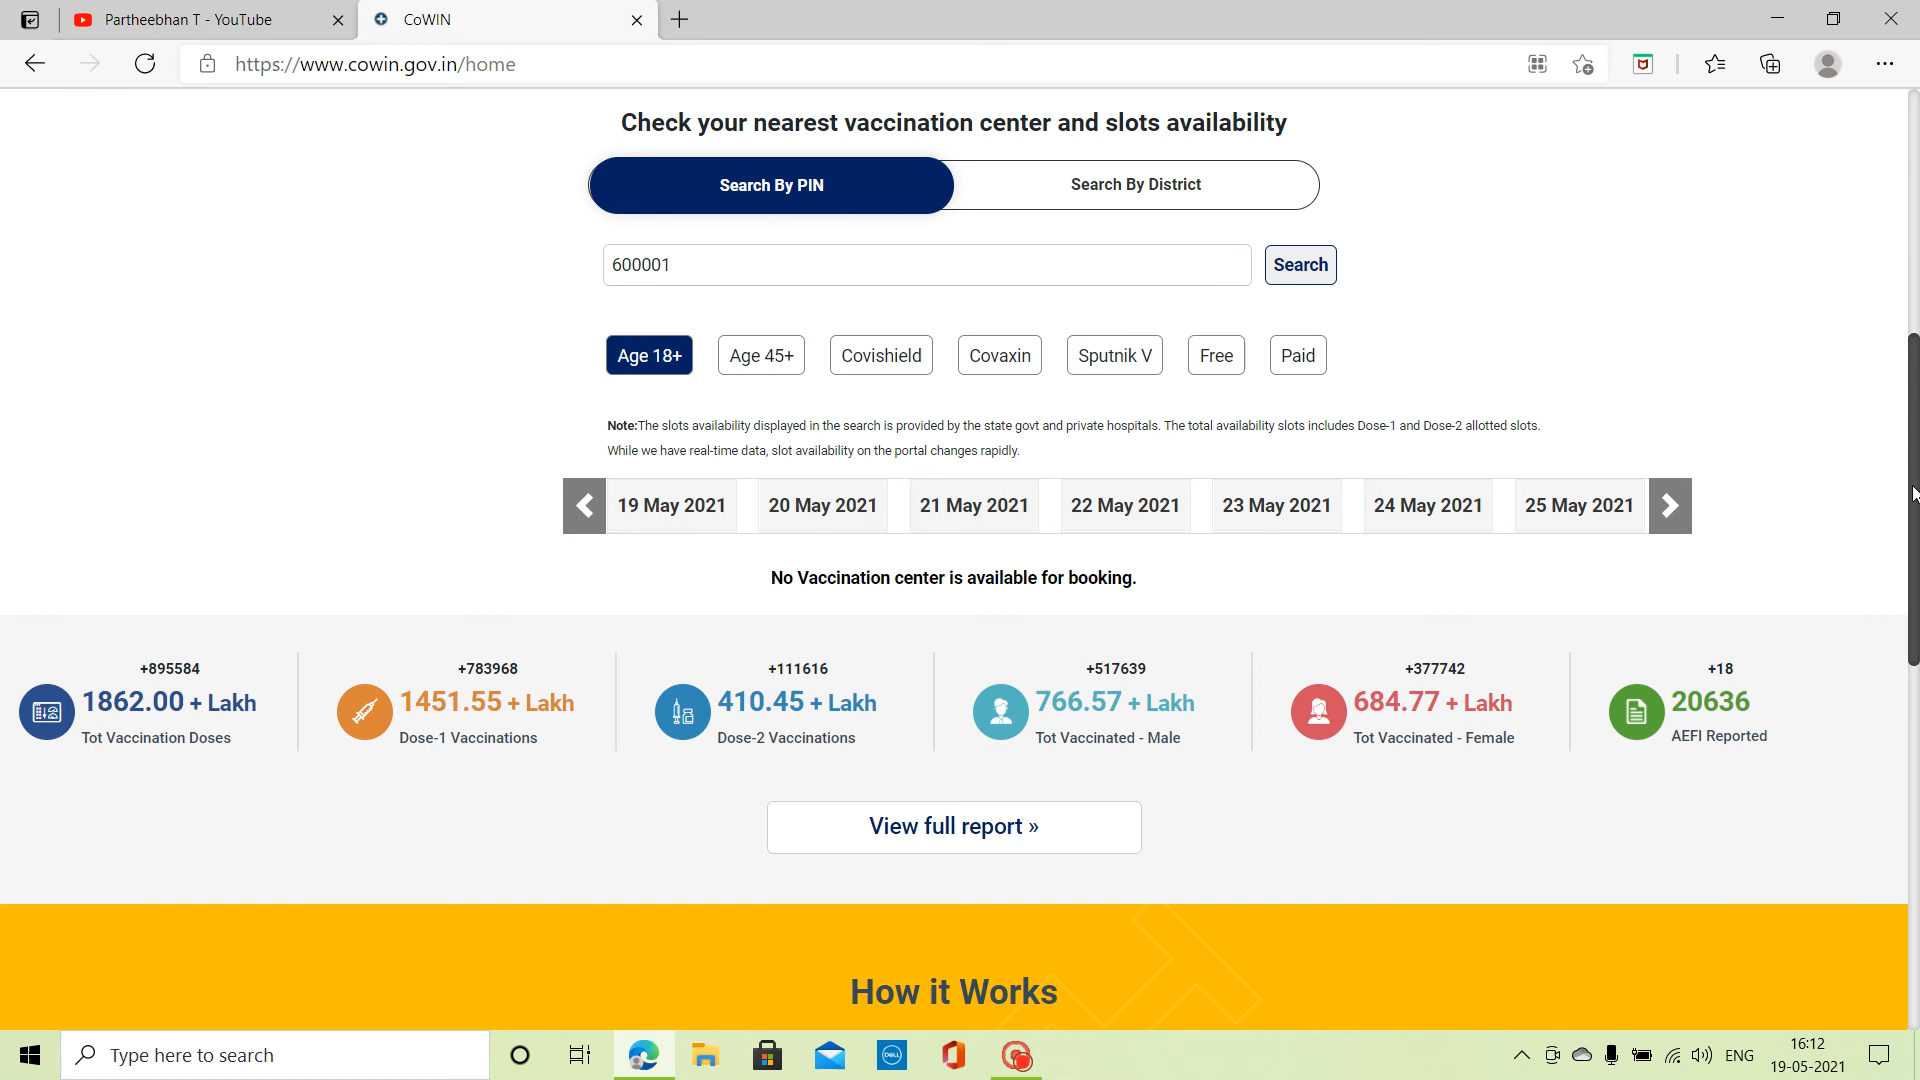 Partheebhan T - YouTube
CoWIN
https://www.cowin.gov.in/home
Check your nearest vaccination center and slots availability
Search By PIN
Search By District
600001
Search
Age 18+
Age 45+
Covishield
Covaxin
Sputnik V
Free
Paid
Note:The slots availability displayed in the search is provided by the state govt and private hospitals. The total availability slots includes Dose-1 and Dose-2 allotted slots.
While we have real-time data, slot availability on the portal changes rapidly.
19 May 2021
20 May 2021
21 May 2021
22 May 2021
23 May 2021
24 May 2021
25 May 2021
No Vaccination center is available for booking.
+895584
1862.00 + Lakh
Tot Vaccination Doses
+783968
1451.55 + Lakh
Dose-1 Vaccinations
+111616
410.45 + Lakh
Dose-2 Vaccinations
+517639
766.57 + Lakh
Tot Vaccinated - Male
+377742
684.77 + Lakh
Tot Vaccinated - Female
+18
20636
AEFI Reported
View full report »
How it Works
Type here to search
DELL
ENG
16:12
19-05-2021